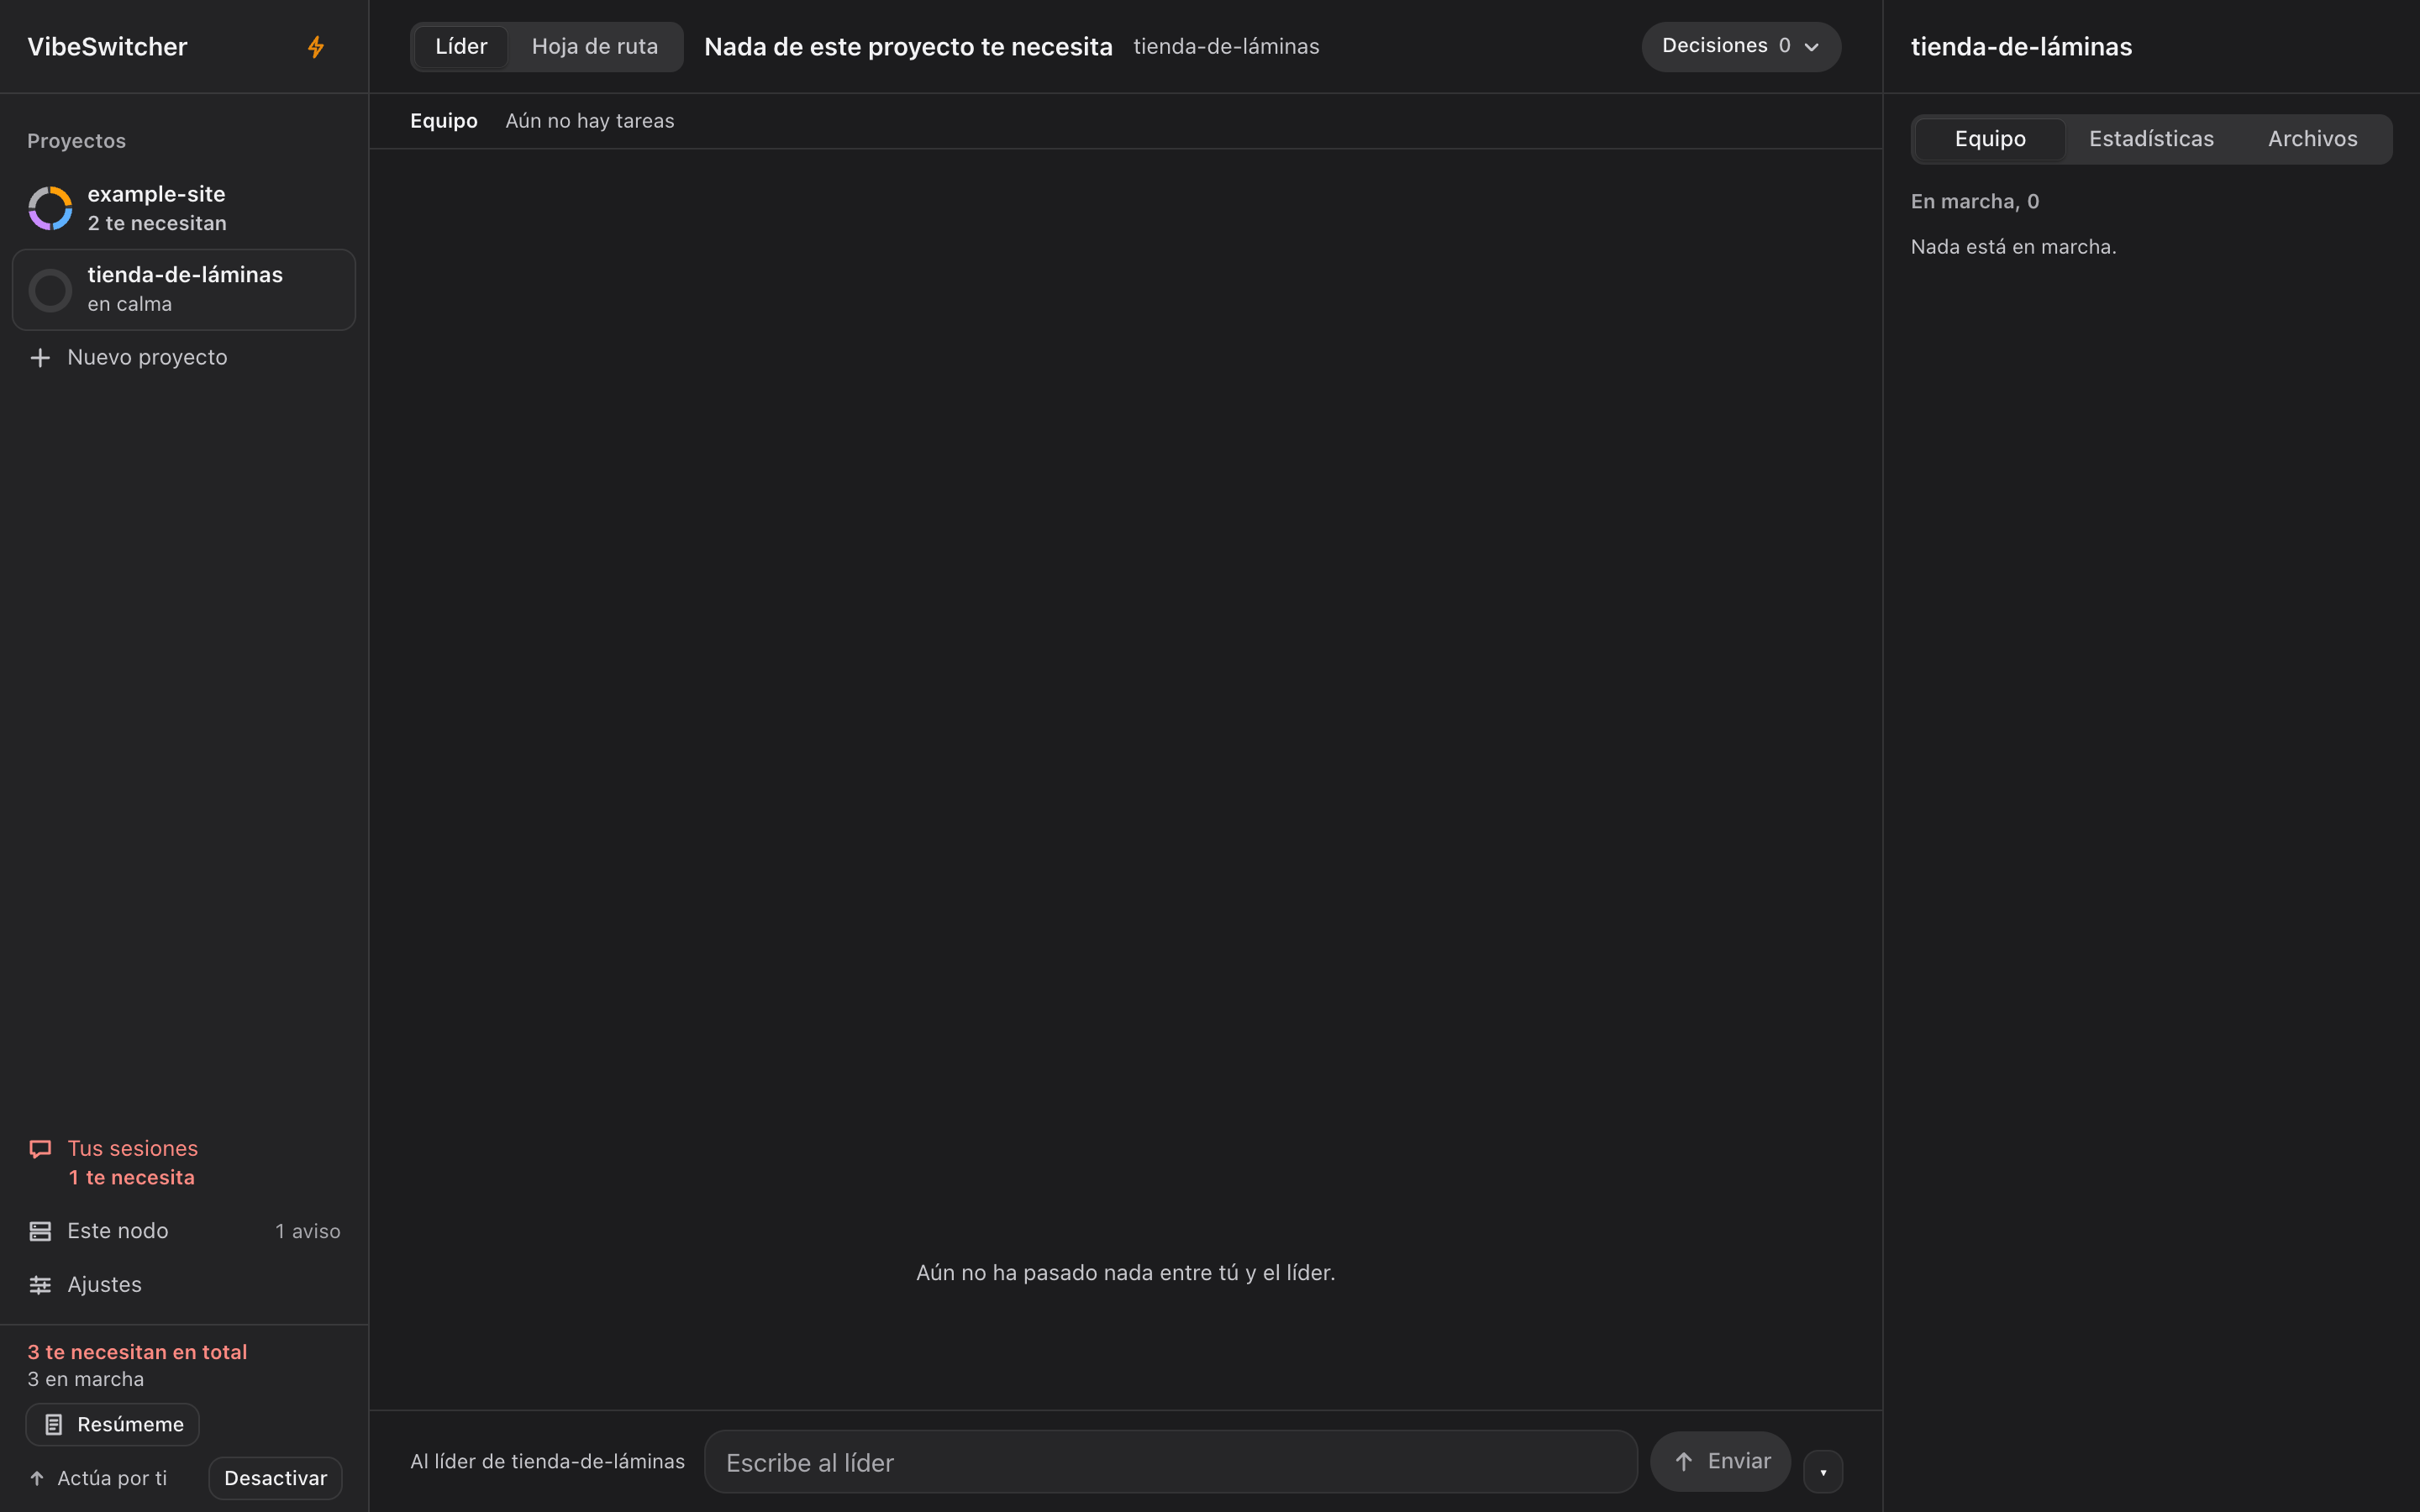 VibeSwitcher
Proyectos
example-site
2 te necesitan
tienda-de-láminas
en calma
Nuevo proyecto
Tus sesiones
1 te necesita
Este nodo
1 aviso
Ajustes
3 te necesitan en total
3 en marcha
Resúmeme
Actúa por ti
Desactivar
Líder
Hoja de ruta
Nada de este proyecto te necesita
tienda-de-láminas
Decisiones 0
Equipo
Aún no hay tareas
Aún no ha pasado nada entre tú y el líder.
Al líder de tienda-de-láminas
Escribe al líder
Enviar
tienda-de-láminas
Equipo
Estadísticas
Archivos
En marcha, 0
Nada está en marcha.